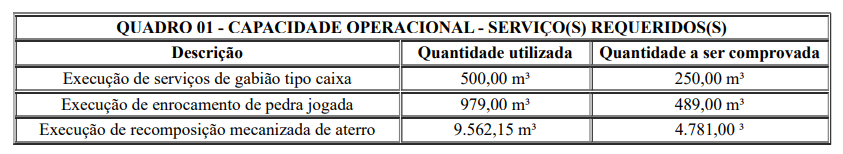 QUADRO 01 - CAPACIDADE OPERACIONAL - SERVIÇO(S) REQUERIDOS(S)
Descrição Quantidade utilizada Quantidade a ser comprovada
Execução de serviços de gabião tipo caixa 500,00 m³ 250,00 m³
Execução de enrocamento de pedra jogada 979,00 m³ 489,00 m³
Execução de recomposição mecanizada de aterro 9.562,15 m³ 4.781,00 ³